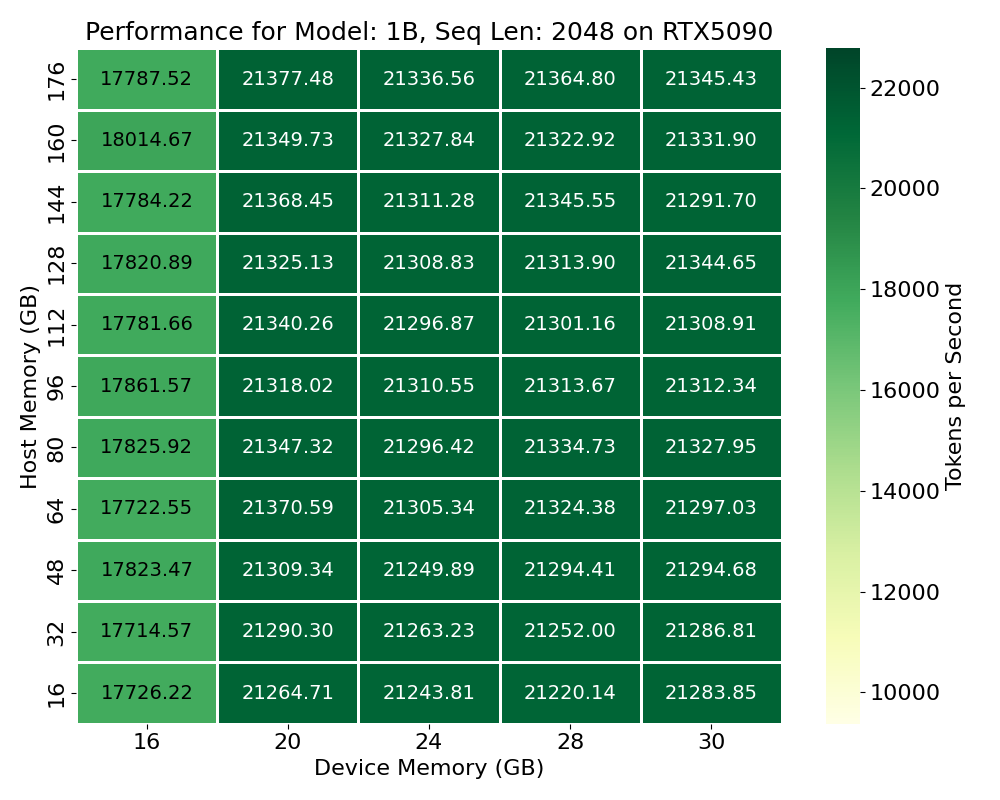 Performance for Model: 1B, Seq Len: 2048 on RTX5090
Host Memory (GB)
176 17787.52 21377.48 21336.56 21364.80 21345.43
160 18014.67 21349.73 21327.84 21322.92 21331.90
144 17784.22 21368.45 21311.28 21345.55 21291.70
128 17820.89 21325.13 21308.83 21313.90 21344.65
112 17781.66 21340.26 21296.87 21301.16 21308.91
96 17861.57 21318.02 21310.55 21313.67 21312.34
80 17825.92 21347.32 21296.42 21334.73 21327.95
64 17722.55 21370.59 21305.34 21324.38 21297.03
48 17823.47 21309.34 21249.89 21294.41 21294.68
32 17714.57 21290.30 21263.23 21252.00 21286.81
16 17726.22 21264.71 21243.81 21220.14 21283.85
16 20 24 28 30
Device Memory (GB)
22000
20000
18000
16000
14000
12000
10000
Tokens per Second